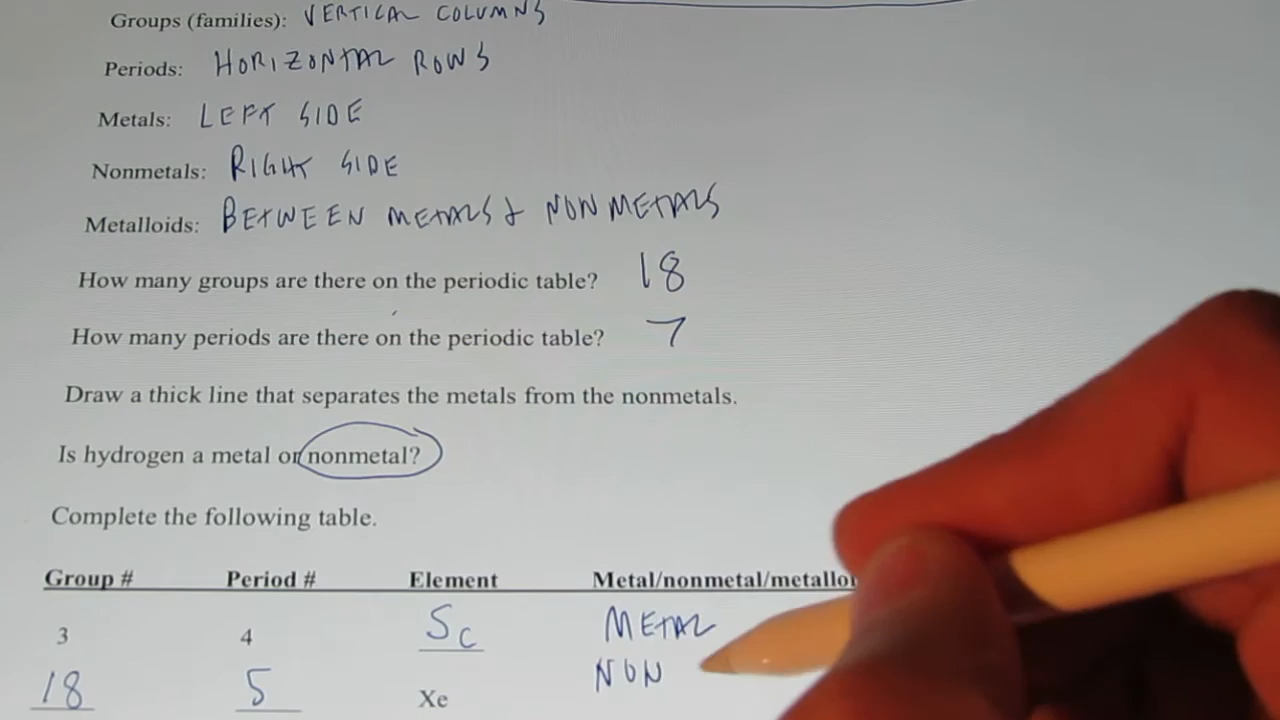 Groups (families): VERTICAL COLUMNS
Periods: HORIZONTAL ROWS
Metals: LEFT SIDE
Nonmetals: RIGHT SIDE
Metalloids: BETWEEN METALS & NONMETALS
How many groups are there on the periodic table? 18
How many periods are there on the periodic table? 7
Draw a thick line that separates the metals from the nonmetals.
Is hydrogen a metal or nonmetal?
Complete the following table.
Group # Period # Element Metal/nonmetal/metalloi
3 4 Sc METAL
18 5 Xe NON